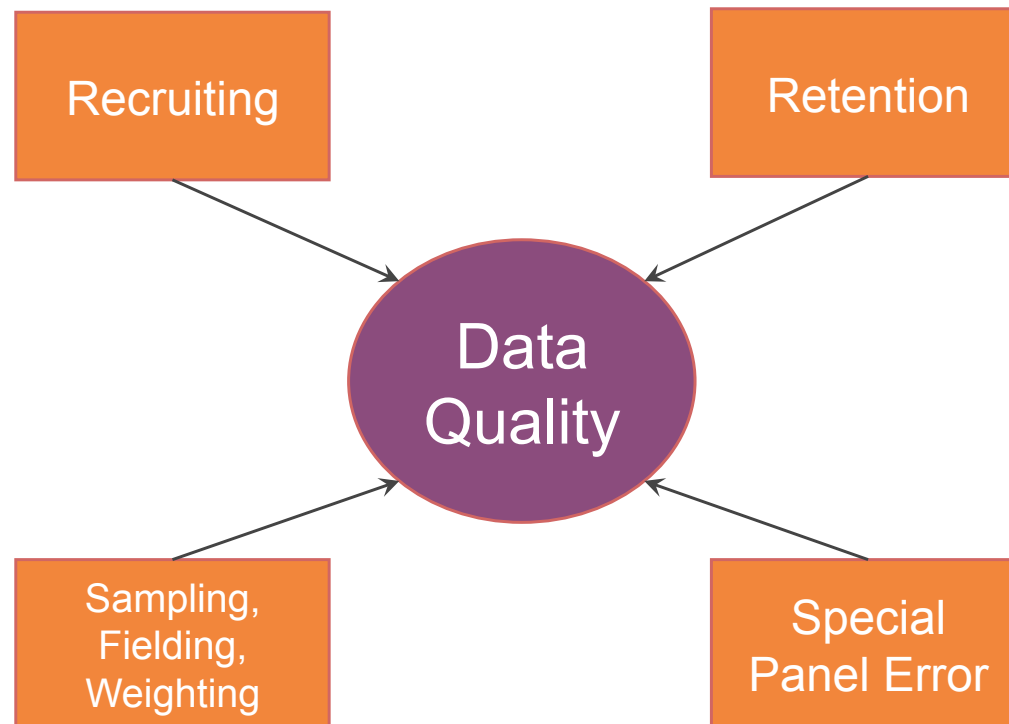 Recruiting
Retention
Data
Quality
Sampling,
Fielding,
Weighting
Special
Panel Error